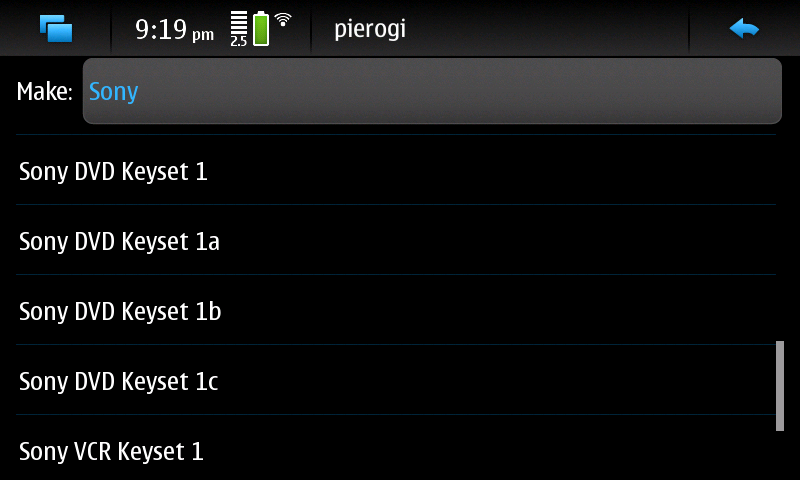 9:19 pm 2.5 pierogi
Make: Sony
Sony DVD Keyset 1
Sony DVD Keyset 1a
Sony DVD Keyset 1b
Sony DVD Keyset 1c
Sony VCR Keyset 1